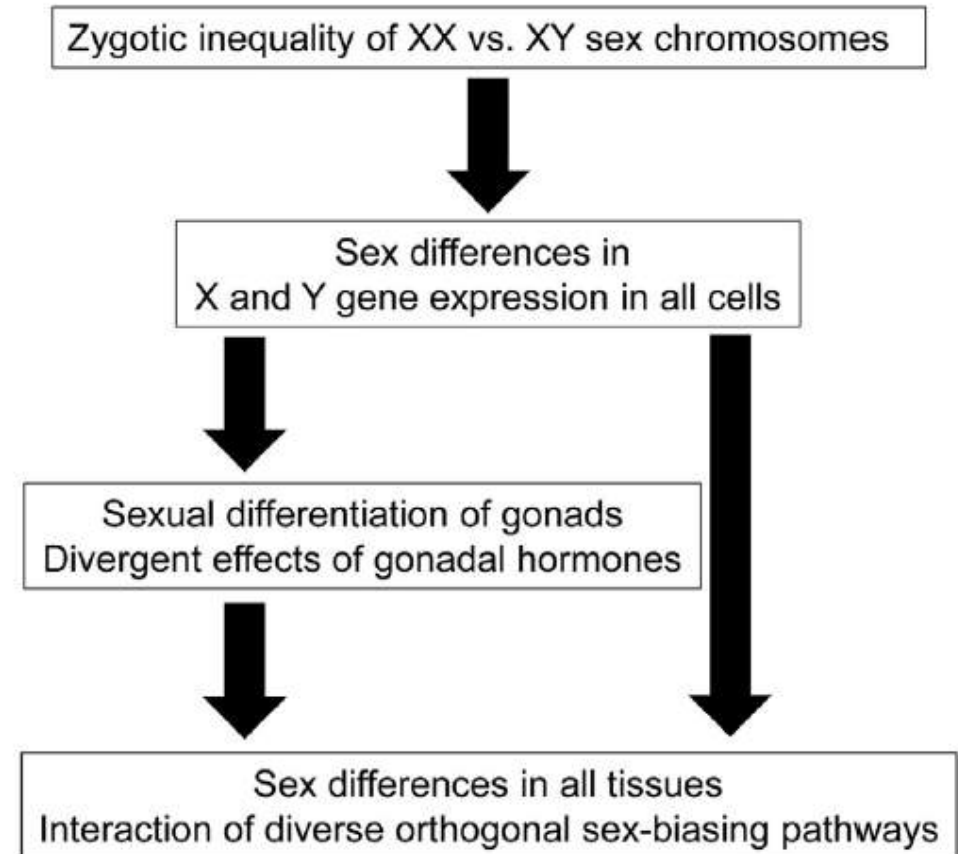 Zygotic inequality of XX vs. XY sex chromosomes
Sex differences in
X and Y gene expression in all cells
Sexual differentiation of gonads
Divergent effects of gonadal hormones
Sex differences in all tissues
Interaction of diverse orthogonal sex-biasing pathways